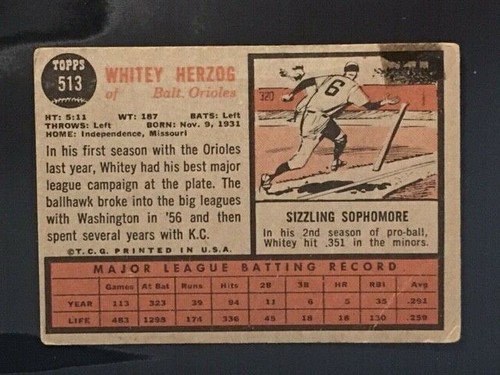 TOPPS
513
WHITEY HERZOG
of Balt. Orioles
HT: 5:11 WT: 187 BATS: Left
THROWS: Left BORN: Nov. 9, 1931
HOME: Independence, Missouri
In his first season with the Orioles
last year, Whitey had his best major
league campaign at the plate. The
ballhawk broke into the big leagues
with Washington in '56 and then
spent several years with K.C.
©T.C.G. PRINTED IN U.S.A.
320
6
SIZZLING SOPHOMORE
In his 2nd season of pro-ball,
Whitey hit .351 in the minors.
MAJOR LEAGUE BATTING RECORD
Games At Bat Runs Hits 2B 3B HR RBI Avg.
YEAR 113 323 39 94 11 6 5 35 .291
LIFE 483 1295 174 336 45 18 18 130 .259